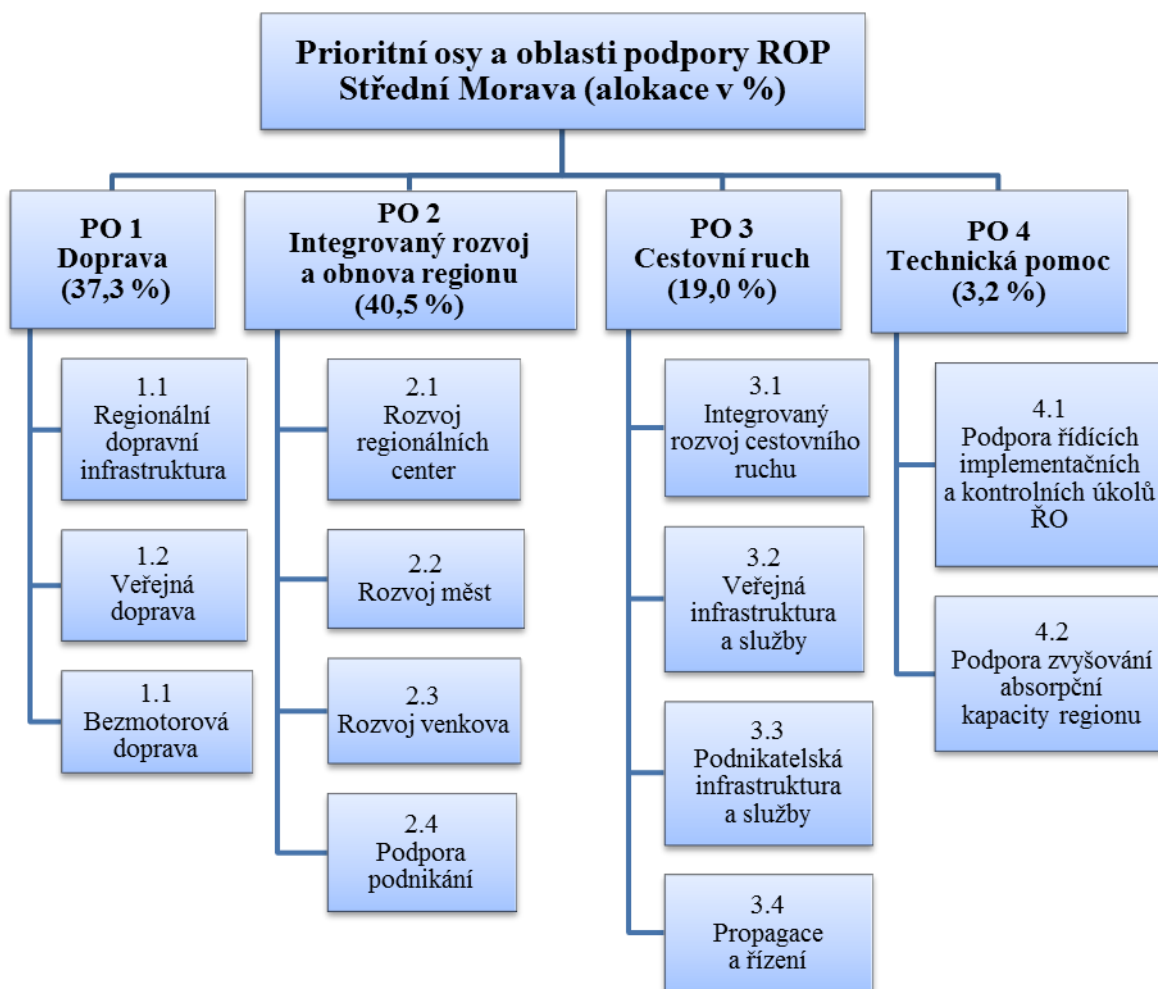 Prioritní osy a oblasti podpory ROP
Střední Morava (alokace v %)
PO 1
Doprava
(37,3 %)
1.1
Regionální
dopravní
infrastruktura
1.2
Veřejná
doprava
1.1
Bezmotorová
doprava
PO 2
Integrovaný rozvoj
a obnova regionu
(40,5 %)
2.1
Rozvoj
regionálních
center
2.2
Rozvoj měst
2.3
Rozvoj venkova
2.4
Podpora
podnikání
PO 3
Cestovní ruch
(19,0 %)
3.1
Integrovaný
rozvoj cestovního
ruchu
3.2
Veřejná
infrastruktura
a služby
3.3
Podnikatelská
infrastruktura
a služby
3.4
Propagace
a řízení
PO 4
Technická pomoc
(3,2 %)
4.1
Podpora řídících
implementačních
a kontrolních úkolů
ŘO
4.2
Podpora zvyšování
absorpční
kapacity regionu